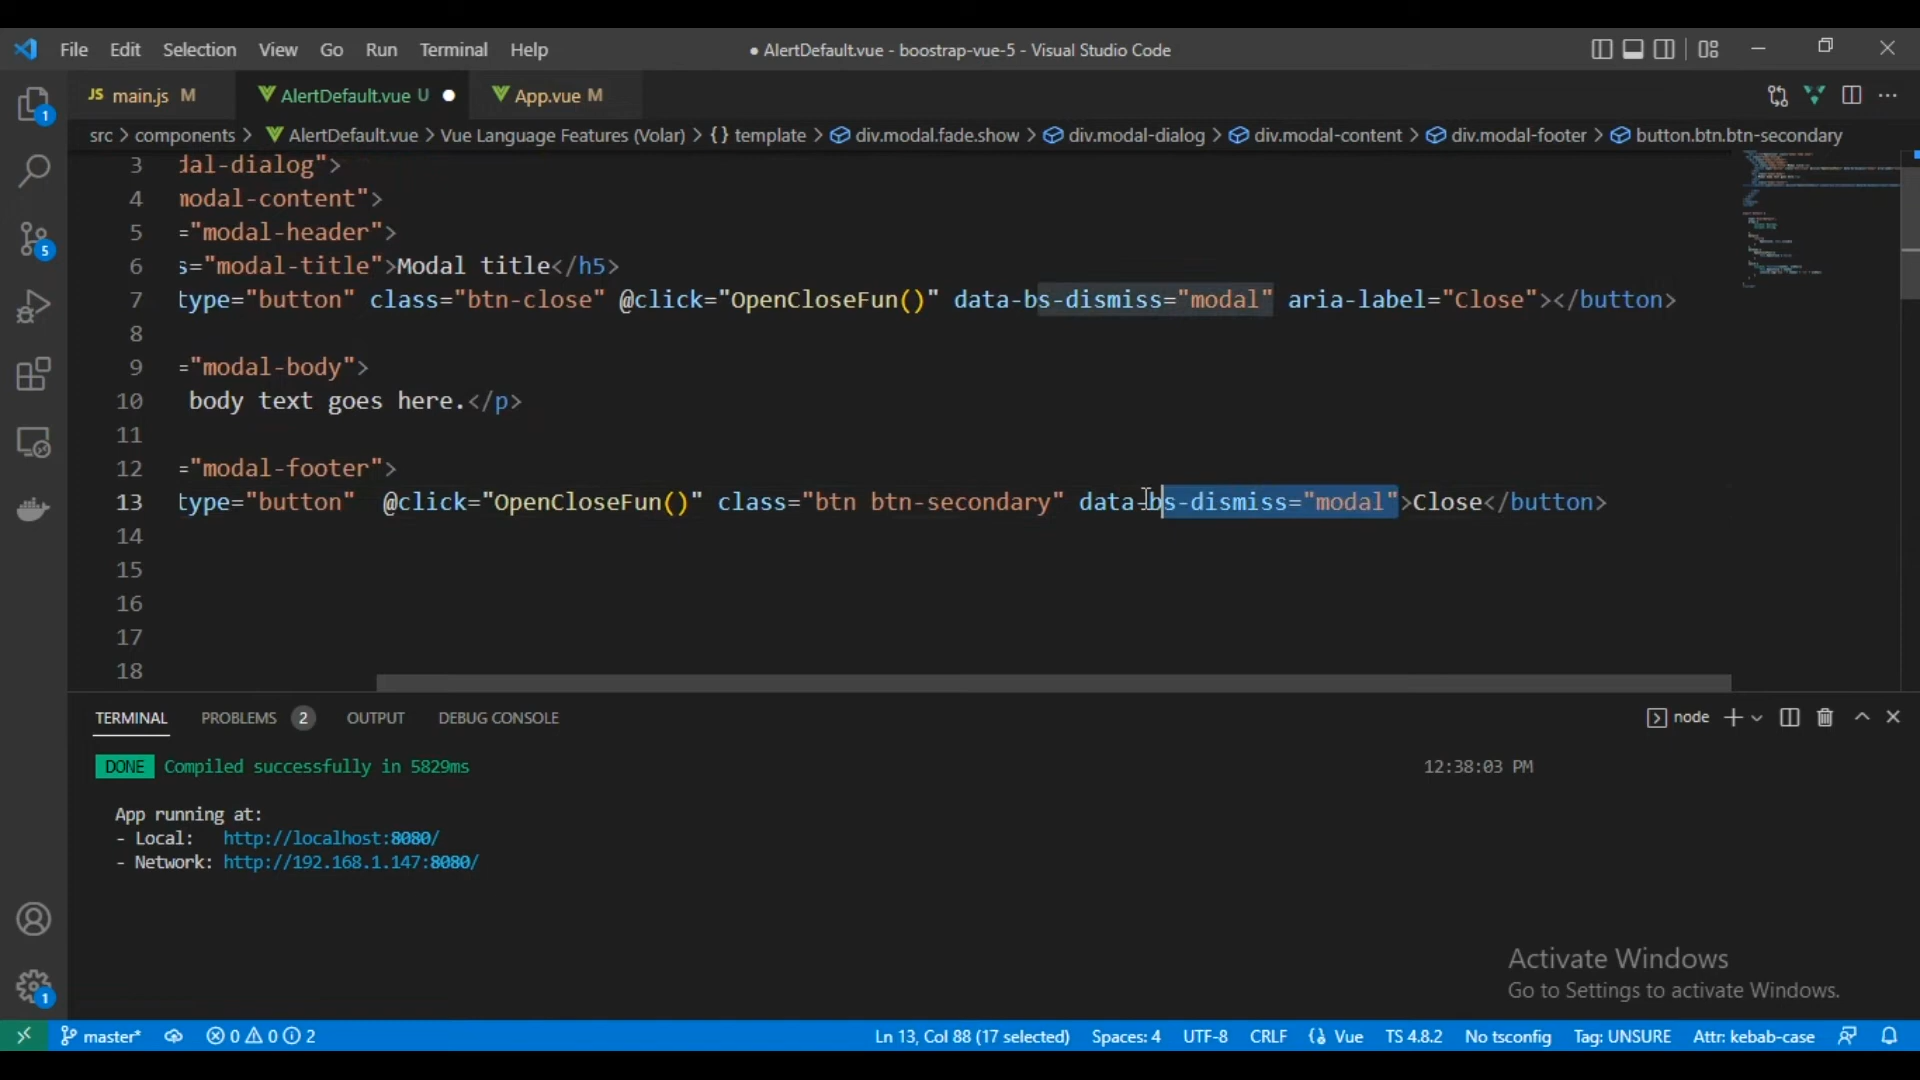 File Edit Selection View Go Run Terminal Help ● AlertDefault.vue - boostrap-vue-5 - Visual Studio Code
JS main.js M AlertDefault.vue U ● App.vue M
src > components > AlertDefault.vue > Vue Language Features (Volar) > {} template > div.modal.fade.show > div.modal-dialog > div.modal-content > div.modal-footer > button.btn.btn-secondary
3 dal-dialog">
4 modal-content">
5 ="modal-header">
6 s="modal-title">Modal title</h5>
7 type="button" class="btn-close" @click="OpenCloseFun()" data-bs-dismiss="modal" aria-label="Close"></button>
8
9 ="modal-body">
10 body text goes here.</p>
11
12 ="modal-footer">
13 type="button"  @click="OpenCloseFun()" class="btn btn-secondary" data-bs-dismiss="modal">Close</button>
14
15
16
17
18
TERMINAL PROBLEMS 2 OUTPUT DEBUG CONSOLE node
DONE Compiled successfully in 5829ms 12:38:03 PM
App running at:
- Local: http://localhost:8080/
- Network: http://192.168.1.147:8080/
Activate Windows
Go to Settings to activate Windows.
1
5
1
master* 0 0 2 Ln 13, Col 88 (17 selected) Spaces: 4 UTF-8 CRLF {} Vue TS 4.8.2 No tsconfig Tag: UNSURE Attr: kebab-case